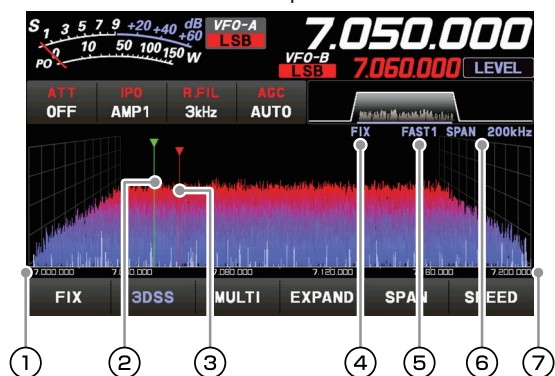 S 1 3 5 7 9 +20 +40 +60 dB
PO 0 10 50 100 150 W
VFO-A
LSB
7.050.000
VFO-B
LSB
7.060.000
LEVEL
ATT IPO R.FIL AGC
OFF AMP1 3kHz AUTO
FIX FAST1 SPAN 200kHz
7.000.000 7.080.000 7.120.000 7.200.000
FIX 3DSS MULTI EXPAND SPAN SPEED
① ② ③ ④ ⑤ ⑥ ⑦